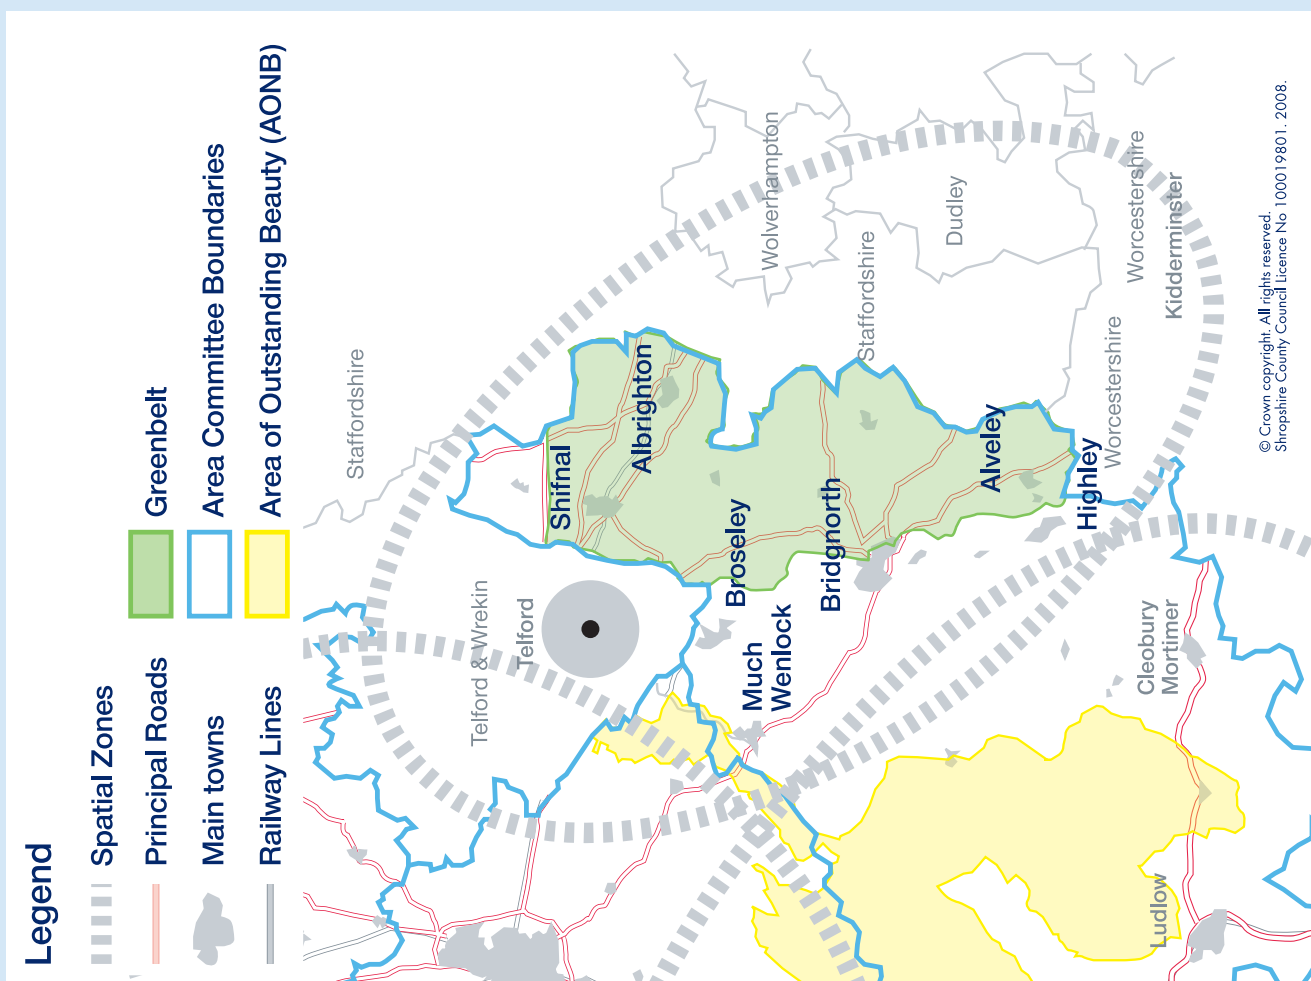 Legend
Spatial Zones
Principal Roads
Main towns
Railway Lines
Greenbelt
Area Committee Boundaries
Area of Outstanding Beauty (AONB)
Staffordshire
Telford & Wrekin
Telford
Shifnal
Albrighton
Broseley
Much
Wenlock
Wolverhampton
Bridgnorth
Staffordshire
Dudley
Alveley
Highley
Worcestershire
Worcestershire
Kidderminster
Cleobury
Mortimer
Ludlow
© Crown copyright. All rights reserved.
Shropshire County Council Licence No 100019801. 2008.